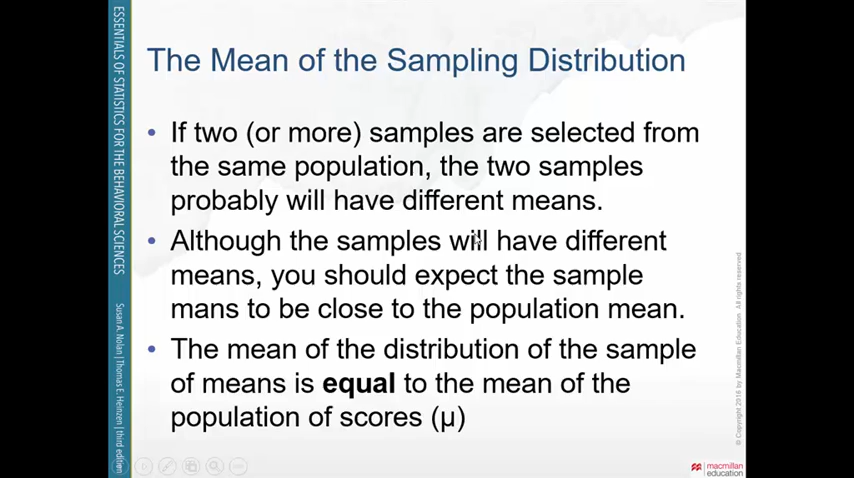 The Mean of the Sampling Distribution
• If two (or more) samples are selected from
the same population, the two samples
probably will have different means.
• Although the samples will have different
means, you should expect the sample
mans to be close to the population mean.
• The mean of the distribution of the sample
of means is equal to the mean of the
population of scores (μ)
ESSENTIALS OF STATISTICS FOR THE BEHAVIORAL SCIENCES
Susan A. Nolan | Thomas E. Heinzen | third edition
© Copyright 2016 by Macmillan Education All rights reserved
macmillan
education